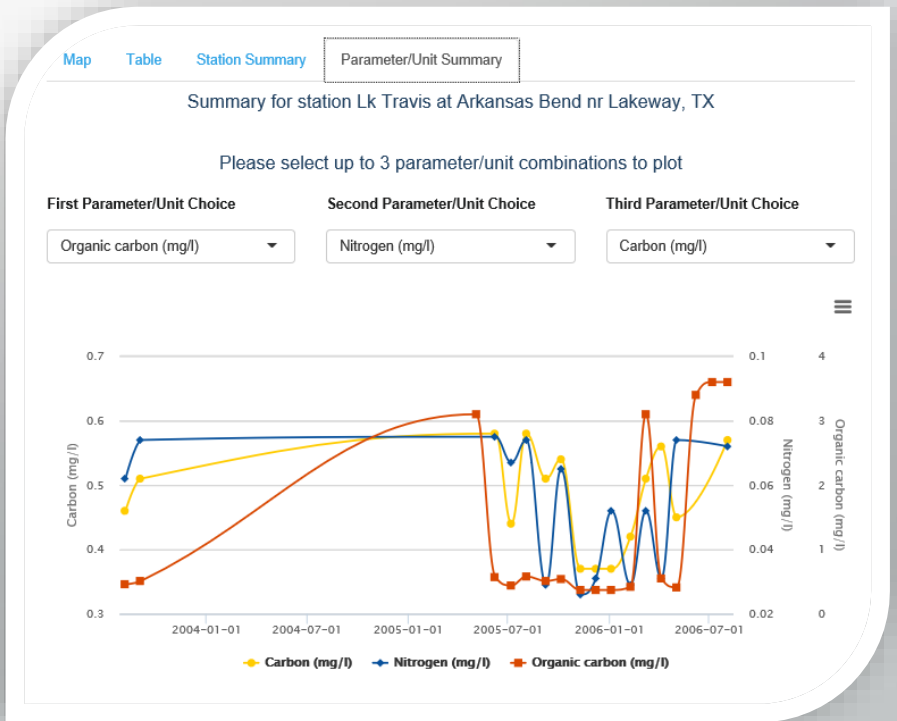 Map Table Station Summary Parameter/Unit Summary
Summary for station Lk Travis at Arkansas Bend nr Lakeway, TX
Please select up to 3 parameter/unit combinations to plot
First Parameter/Unit Choice Second Parameter/Unit Choice Third Parameter/Unit Choice
Organic carbon (mg/l) Nitrogen (mg/l) Carbon (mg/l)
0.7 0.1 4
0.6 0.08 3
0.5 0.06 2
0.4 0.04 1
0.3 0.02 0
Carbon (mg/l)
Nitrogen (mg/l)
Organic carbon (mg/l)
2004-01-01 2004-07-01 2005-01-01 2005-07-01 2006-01-01 2006-07-01
Carbon (mg/l) Nitrogen (mg/l) Organic carbon (mg/l)